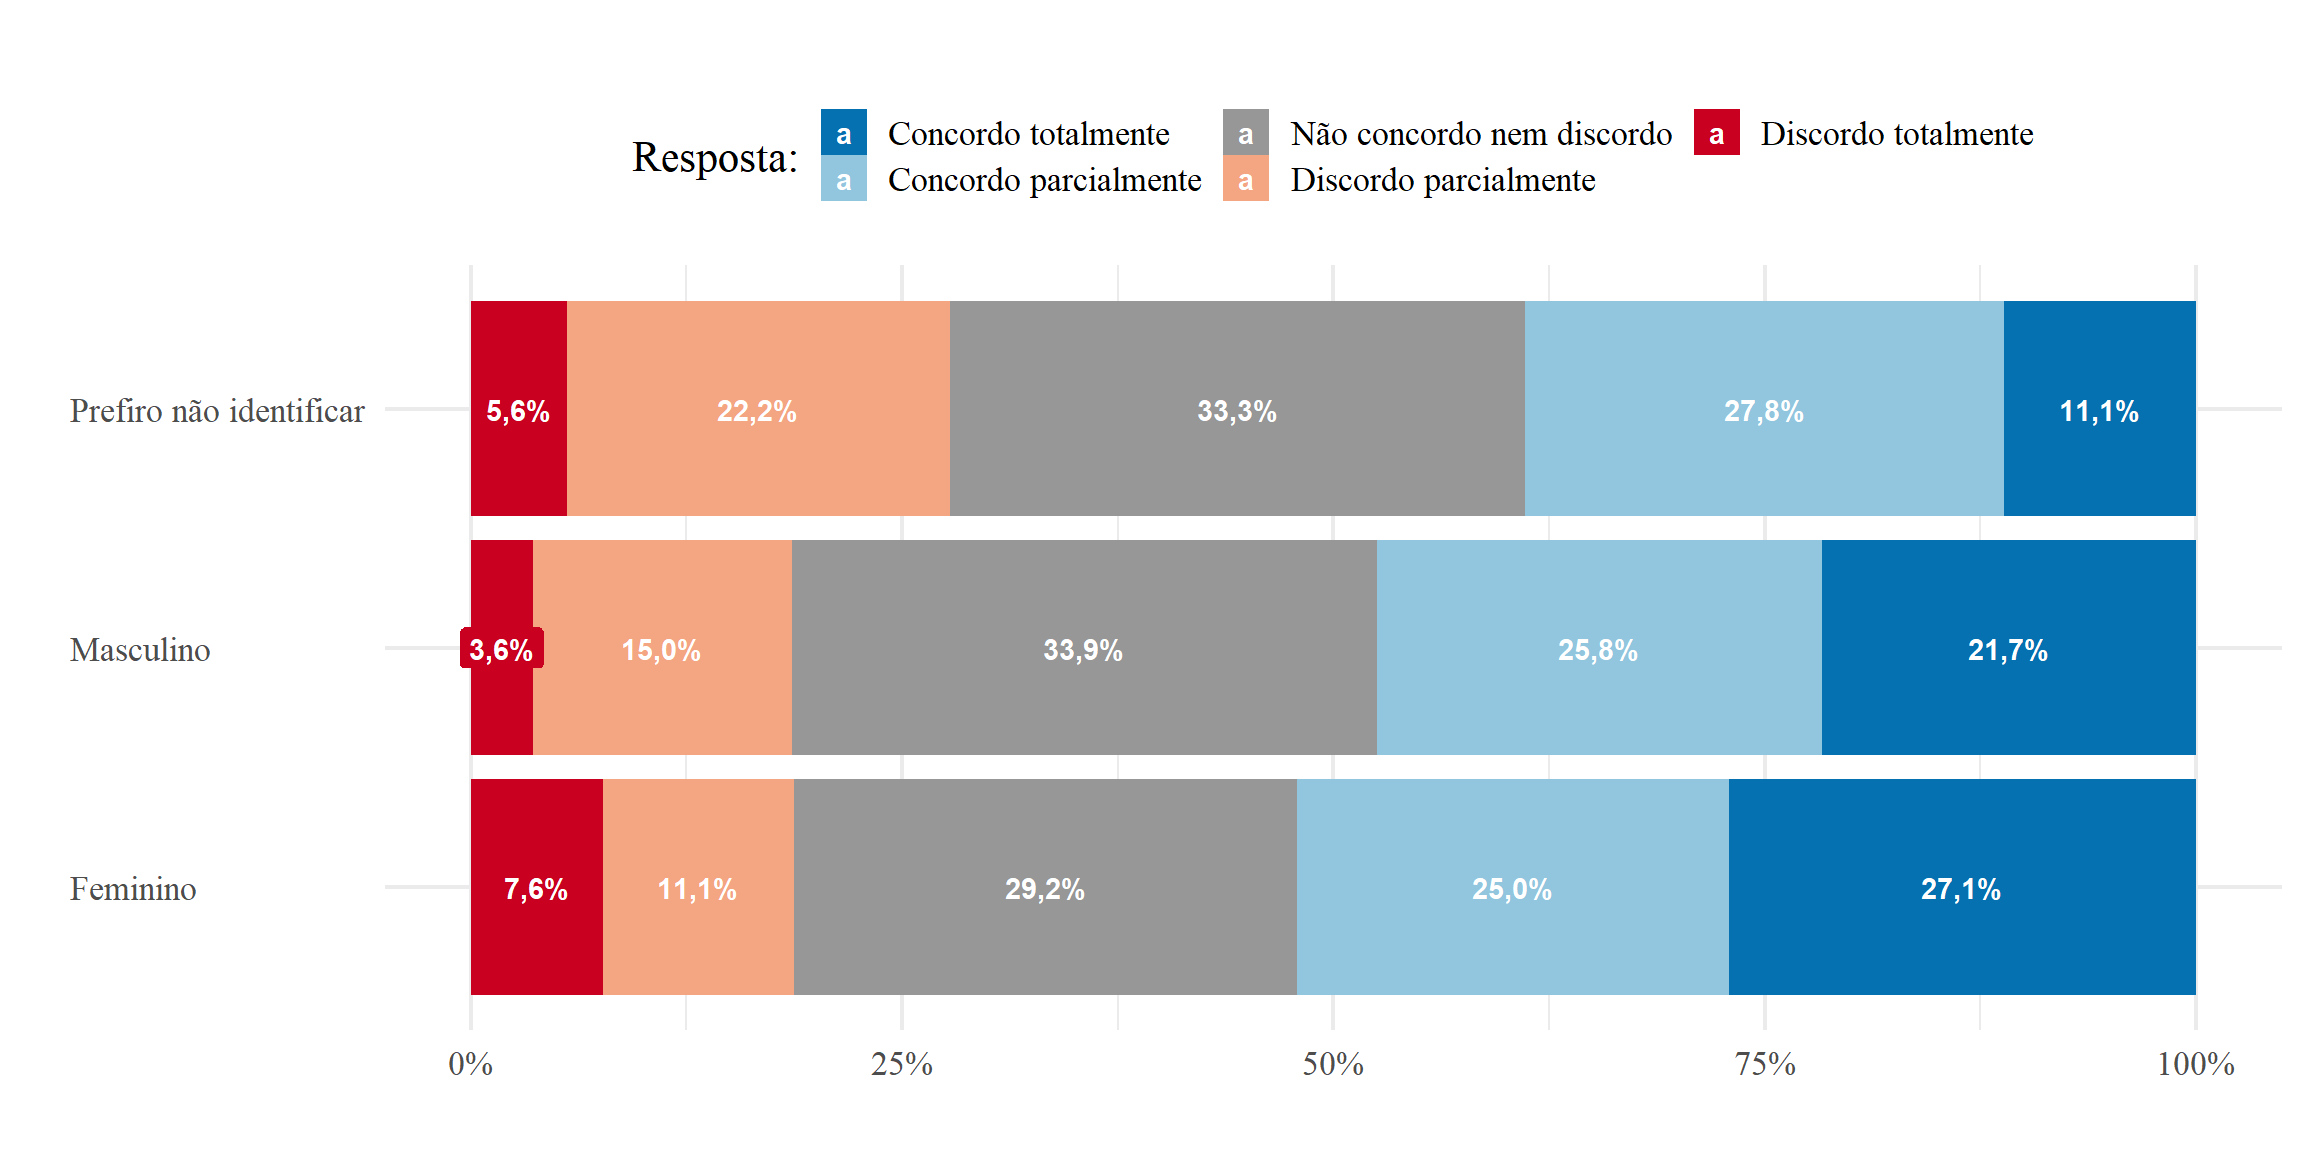 Resposta:
a Concordo totalmente
a Concordo parcialmente
a Não concordo nem discordo
a Discordo parcialmente
a Discordo totalmente
Prefiro não identificar
5,6% 22,2% 33,3% 27,8% 11,1%
Masculino
3,6% 15,0% 33,9% 25,8% 21,7%
Feminino
7,6% 11,1% 29,2% 25,0% 27,1%
0% 25% 50% 75% 100%